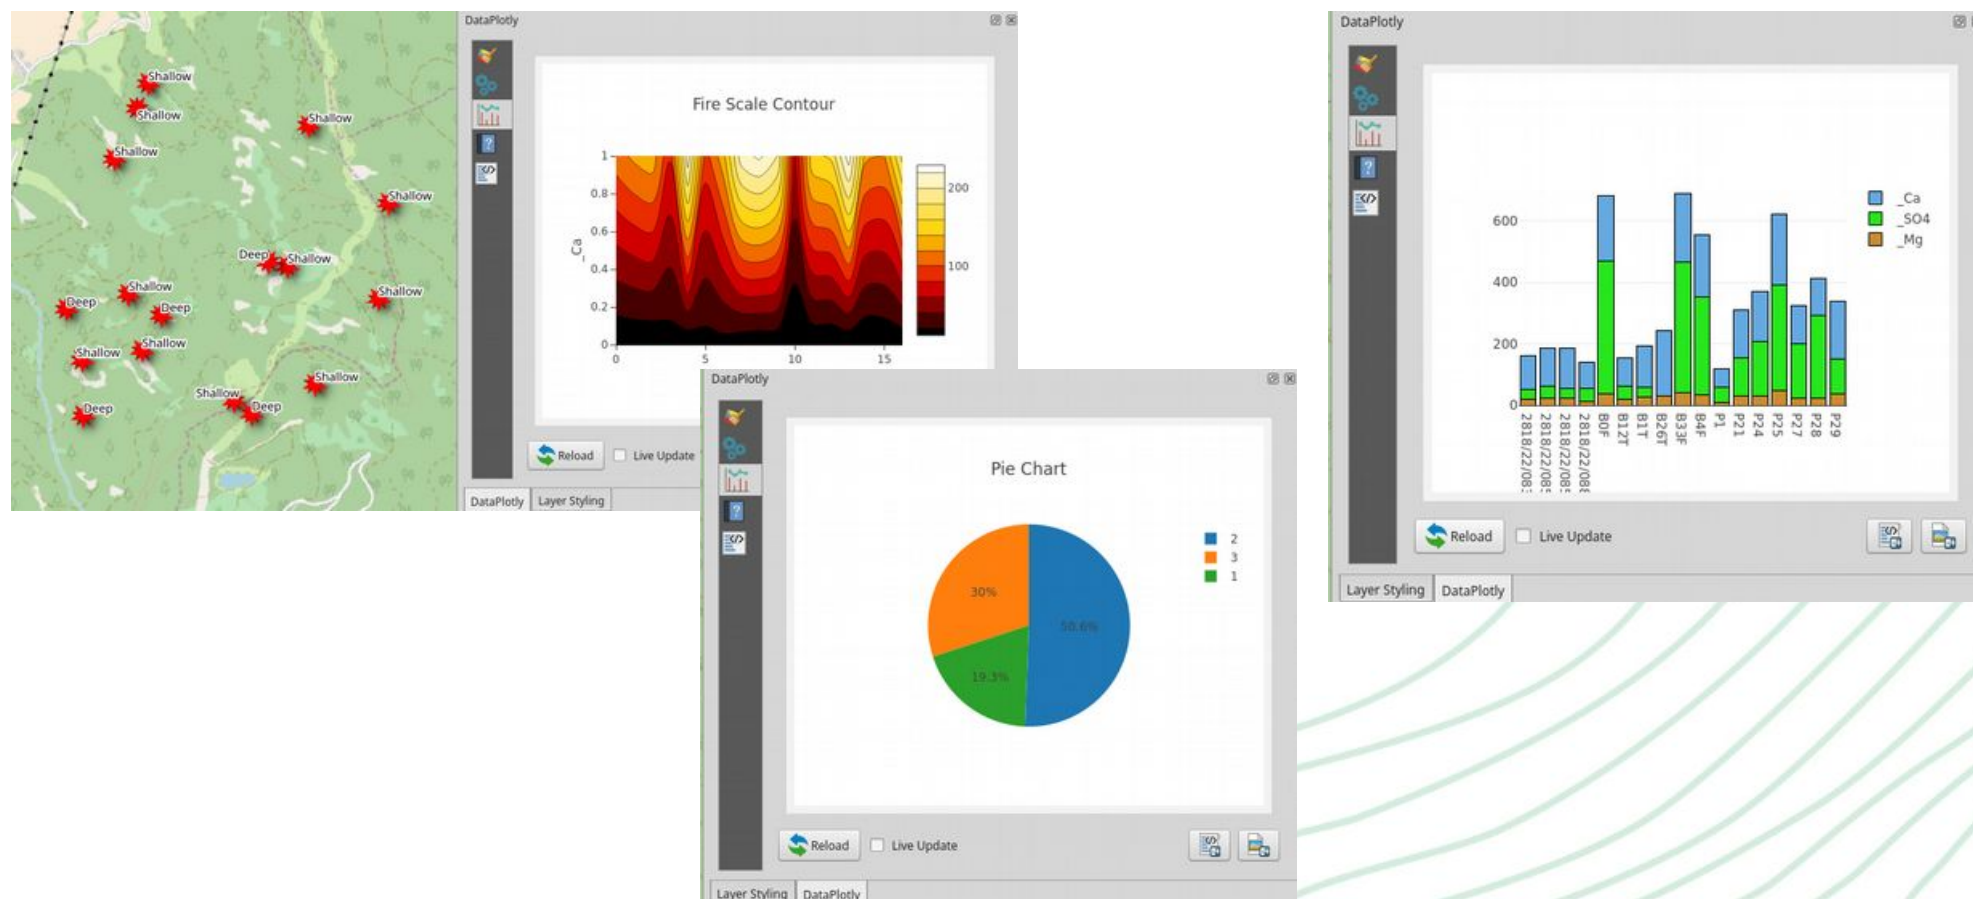 Shallow
Shallow
Shallow
Shallow
Shallow
Deep
Shallow
Shallow
Deep
Shallow
Deep
Shallow
Shallow
Shallow
Shallow
Deep
Deep
DataPlotly
Fire Scale Contour
_Ca
1
0.8
0.6
0.4
0.2
0
0
5
10
15
200
100
Reload
Live Update
DataPlotly
Layer Styling
DataPlotly
Pie Chart
30%
50.6%
19.3%
2
3
1
Reload
Live Update
Layer Styling
DataPlotly
DataPlotly
600
400
200
0
_Ca
_SO4
_Mg
B0F
B12T
B1T
B26T
B33F
B4F
P1
P21
P24
P25
P27
P28
P29
Reload
Live Update
Layer Styling
DataPlotly